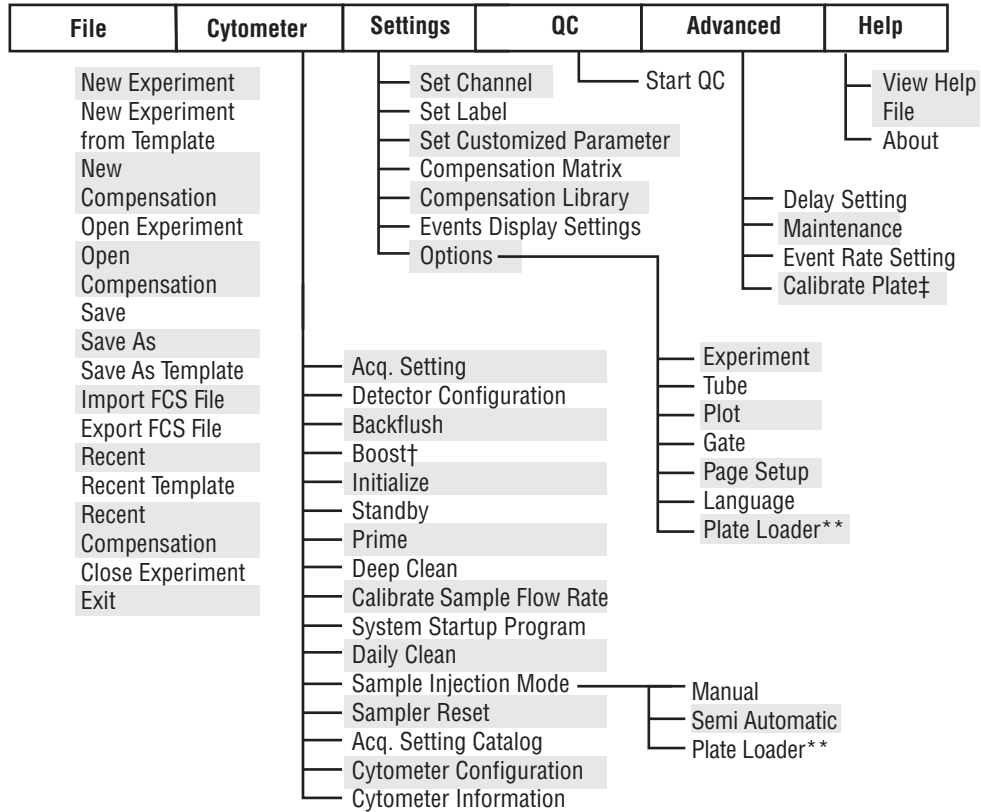 File
Cytometer
Settings
QC
Advanced
Help
New Experiment
New Experiment
from Template
New
Compensation
Open Experiment
Open
Compensation
Save
Save As
Save As Template
Import FCS File
Export FCS File
Recent
Recent Template
Recent
Compensation
Close Experiment
Exit
Acq. Setting
Detector Configuration
Backflush
Boost†
Initialize
Standby
Prime
Deep Clean
Calibrate Sample Flow Rate
System Startup Program
Daily Clean
Sample Injection Mode
Sampler Reset
Acq. Setting Catalog
Cytometer Configuration
Cytometer Information
Manual
Semi Automatic
Plate Loader**
Set Channel
Set Label
Set Customized Parameter
Compensation Matrix
Compensation Library
Events Display Settings
Options
Experiment
Tube
Plot
Gate
Page Setup
Language
Plate Loader**
Start QC
Delay Setting
Maintenance
Event Rate Setting
Calibrate Plate‡
View Help
File
About